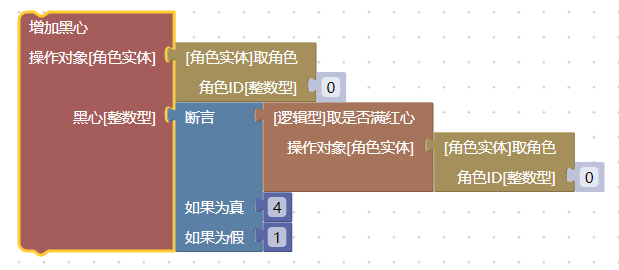 增加黑心
操作对象[角色实体] [角色实体]取角色
角色ID[整数型] 0
黑心[整数型] 断言 [逻辑型]取是否满红心
操作对象[角色实体] [角色实体]取角色
角色ID[整数型] 0
如果为真 4
如果为假 1